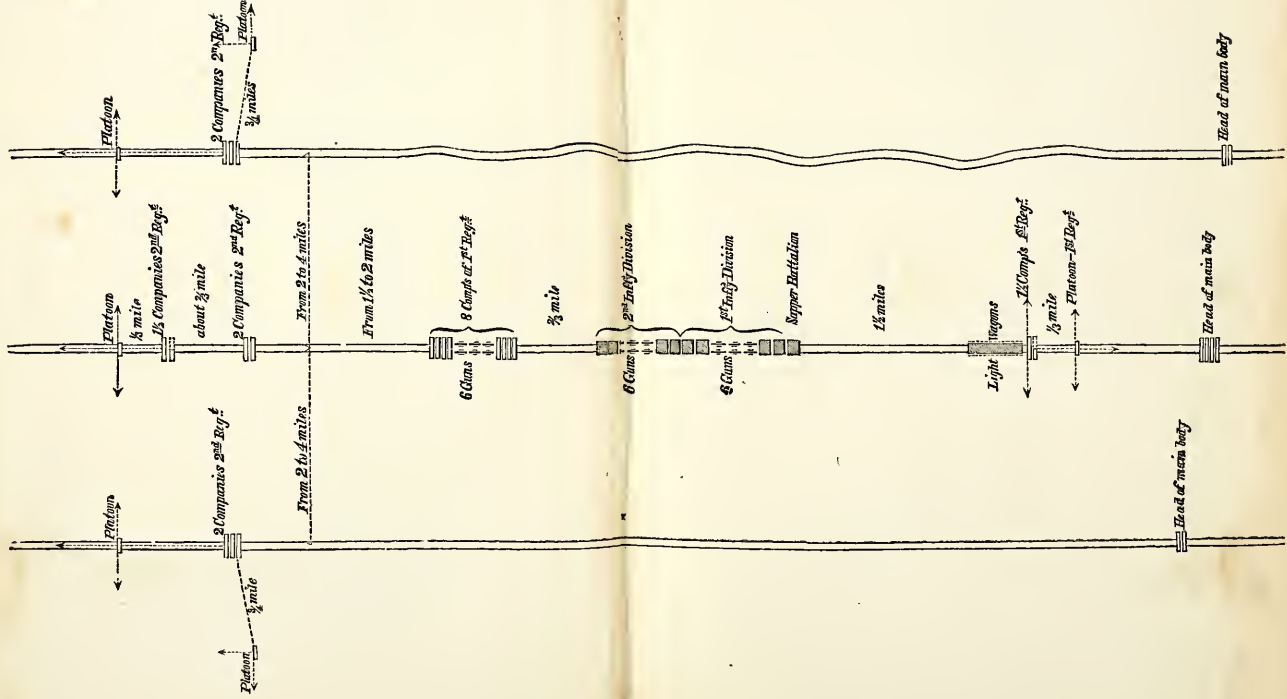 Platoon
2 Companies 2nd Regt.
¾ miles
Platoon
Head of main body
Platoon
⅓ mile
1½ Companies 2nd Regt.
about ⅔ mile
2 Companies 2nd Regt.
From 2 to 4 miles
From 1½ to 2 miles
8 Comps of 1st Regt.
6 Guns
⅔ mile
2nd Infy Division
6 Guns
1st Infy Division
Sapper Battalion
1½ miles
Light Wagons
1½ Comps 1st Regt.
⅓ mile
Platoon–1st Regt.
Head of main body
Platoon
2 Companies 2nd Regt.
From 2 to 4 miles
¾ mile
Platoon
Head of main body